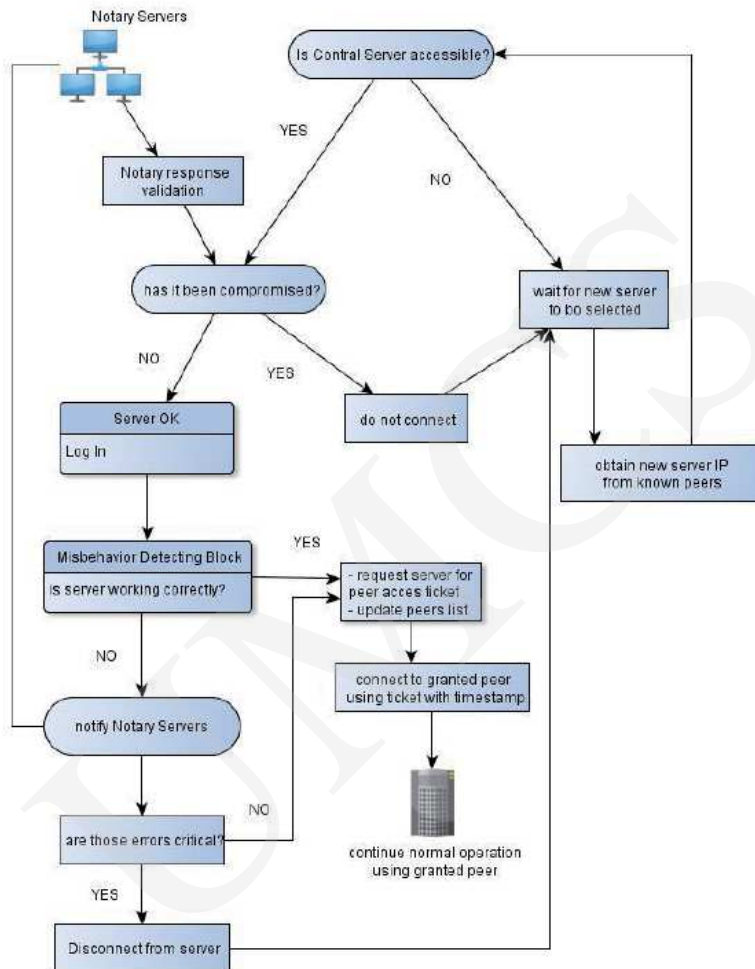 Notary Servers
Is Contral Server accessible?
YES
NO
Notary response
validation
has it been compromised?
wait for new server
to bo selected
NO
YES
Server OK
Log In
do not connect
obtain new server IP
from known peers
Misbehavior Detecting Block
is server working correctly?
YES
- request server for
peer acces ticket
- update peers list
NO
connect to granted peer
using ticket with timestamp
notify Notary Servers
NO
are those errors critical?
continue normal operation
using granted peer
YES
Disconnect from server
UMCS